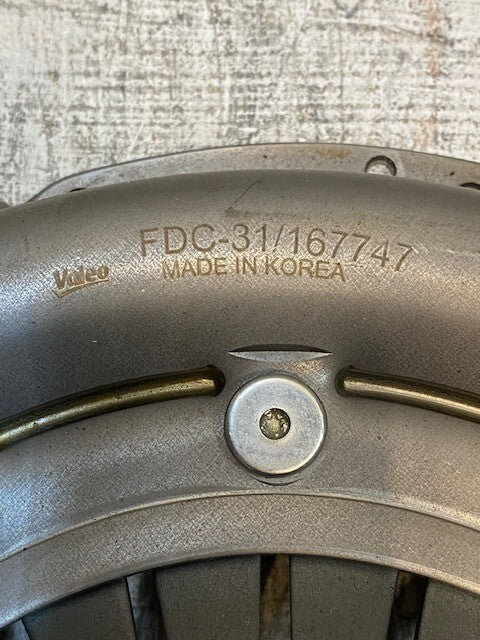 FDC-31/167747
Valeo MADE IN KOREA